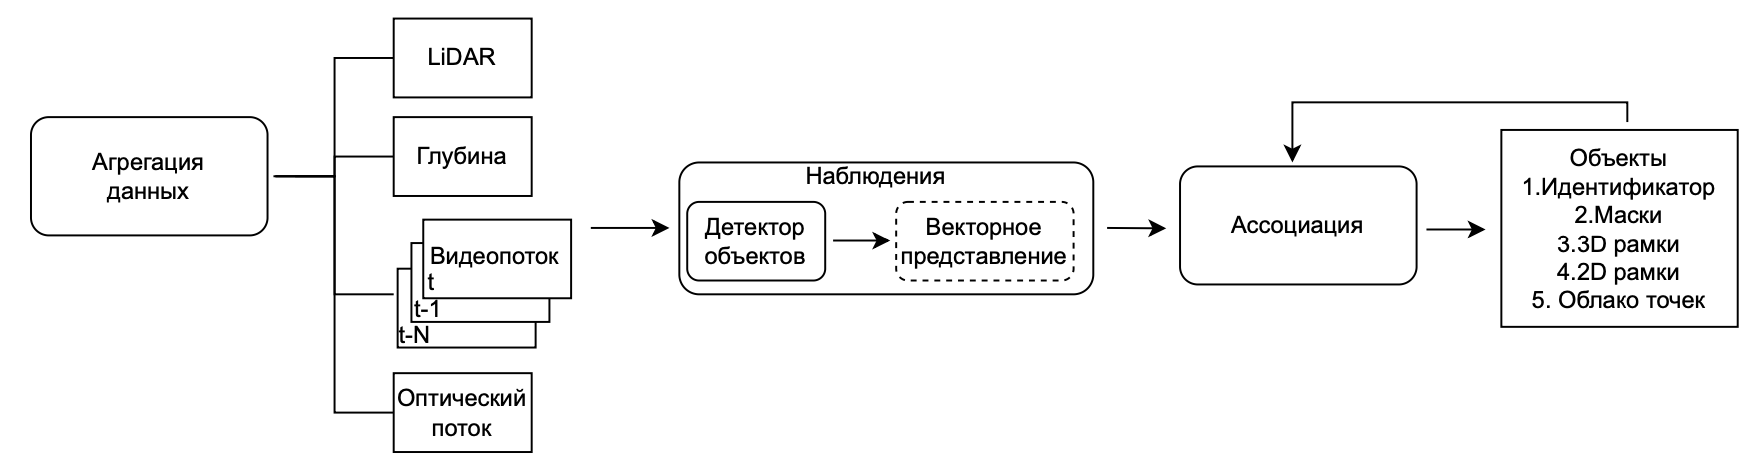 Агрегация
данных
LiDAR
Глубина
Видеопоток
t
t-1
t-N
Оптический
поток
Наблюдения
Детектор
объектов
Векторное
представление
Ассоциация
Объекты
1.Идентификатор
2.Маски
3.3D рамки
4.2D рамки
5. Облако точек